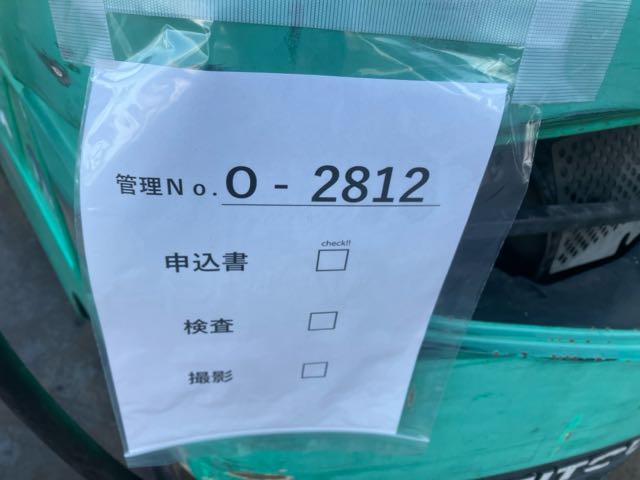 管理No. O - 2812
check!!
申込書 □
検査 □
撮影 □